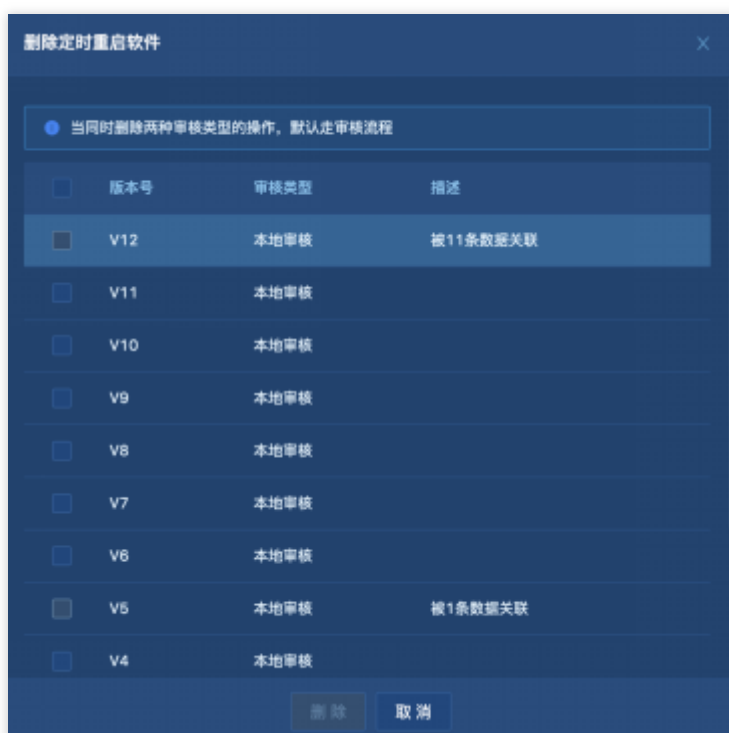 删除定时重启软件
当同时删除两种审核类型的操作，默认走审核流程
版本号 审核类型 描述
V12 本地审核 被11条数据关联
V11 本地审核
V10 本地审核
V9 本地审核
V8 本地审核
V7 本地审核
V6 本地审核
V5 本地审核 被1条数据关联
V4 本地审核
删除 取消